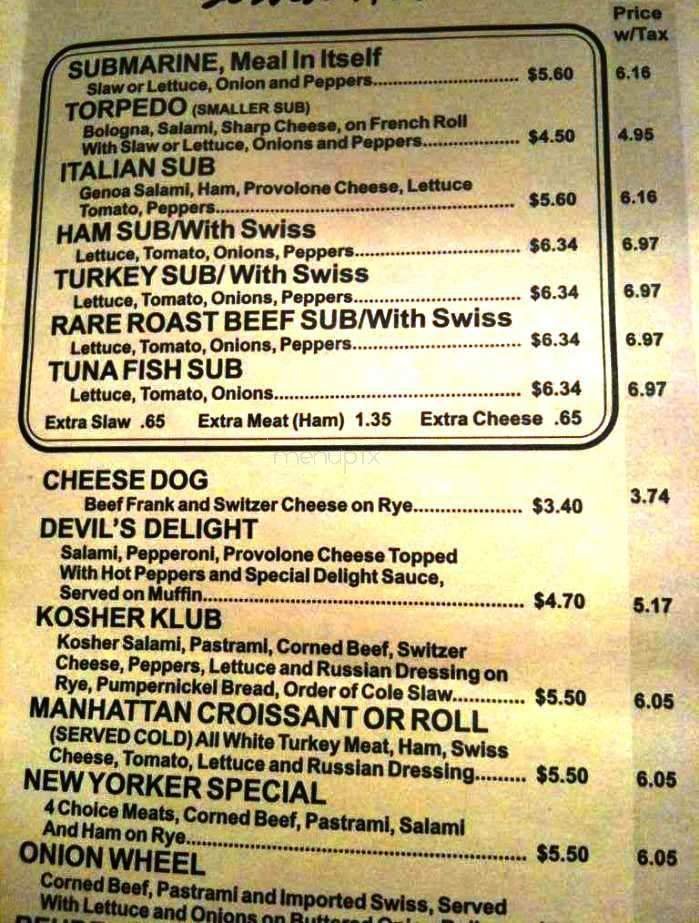 Price
w/Tax
SUBMARINE, Meal In Itself
Slaw or Lettuce, Onion and Peppers.................................. $5.60 6.16
TORPEDO (SMALLER SUB)
Bologna, Salami, Sharp Cheese, on French Roll
With Slaw or Lettuce, Onions and Peppers...................... $4.50 4.95
ITALIAN SUB
Genoa Salami, Ham, Provolone Cheese, Lettuce
Tomato, Peppers.................................................................... $5.60 6.16
HAM SUB/With Swiss
Lettuce, Tomato, Onions, Peppers...................................... $6.34 6.97
TURKEY SUB/ With Swiss
Lettuce, Tomato, Onions, Peppers...................................... $6.34 6.97
RARE ROAST BEEF SUB/With Swiss
Lettuce, Tomato, Onions, Peppers...................................... $6.34 6.97
TUNA FISH SUB
Lettuce, Tomato, Onions........................................................ $6.34 6.97
Extra Slaw .65 Extra Meat (Ham) 1.35 Extra Cheese .65
menupix
CHEESE DOG
Beef Frank and Switzer Cheese on Rye......................... $3.40 3.74
DEVIL'S DELIGHT
Salami, Pepperoni, Provolone Cheese Topped
With Hot Peppers and Special Delight Sauce,
Served on Muffin........................................................................ $4.70 5.17
KOSHER KLUB
Kosher Salami, Pastrami, Corned Beef, Switzer
Cheese, Peppers, Lettuce and Russian Dressing on
Rye, Pumpernickel Bread, Order of Cole Slaw................ $5.50 6.05
MANHATTAN CROISSANT OR ROLL
(SERVED COLD) All White Turkey Meat, Ham, Swiss
Cheese, Tomato, Lettuce and Russian Dressing.......... $5.50 6.05
NEW YORKER SPECIAL
4 Choice Meats, Corned Beef, Pastrami, Salami
And Ham on Rye........................................................................ $5.50 6.05
ONION WHEEL
Corned Beef, Pastrami and Imported Swiss, Served
With Lettuce and Onions on Buttered Onion